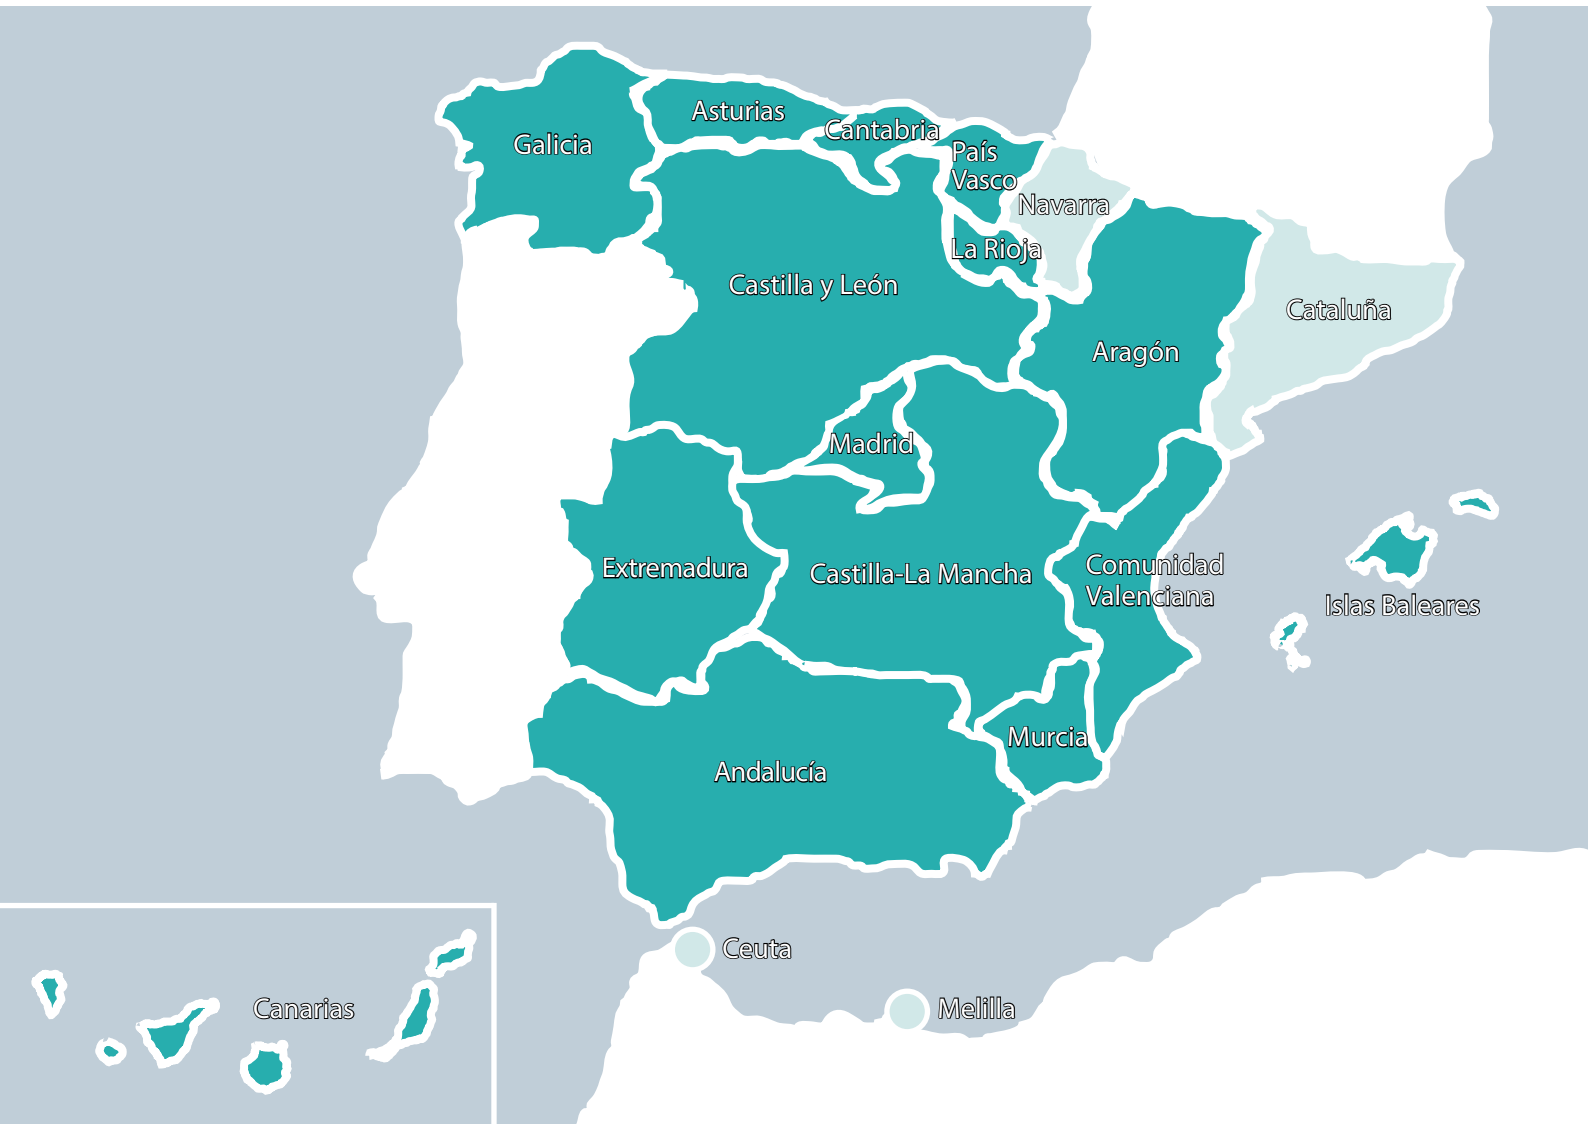 Asturias
Cantabria
Galicia
País
Vasco
Navarra
La Rioja
Castilla y León
Cataluña
Aragón
Madrid
Extremadura
Castilla-La Mancha
Comunidad
Valenciana
Islas Baleares
Murcia
Andalucía
Ceuta
Canarias
Melilla